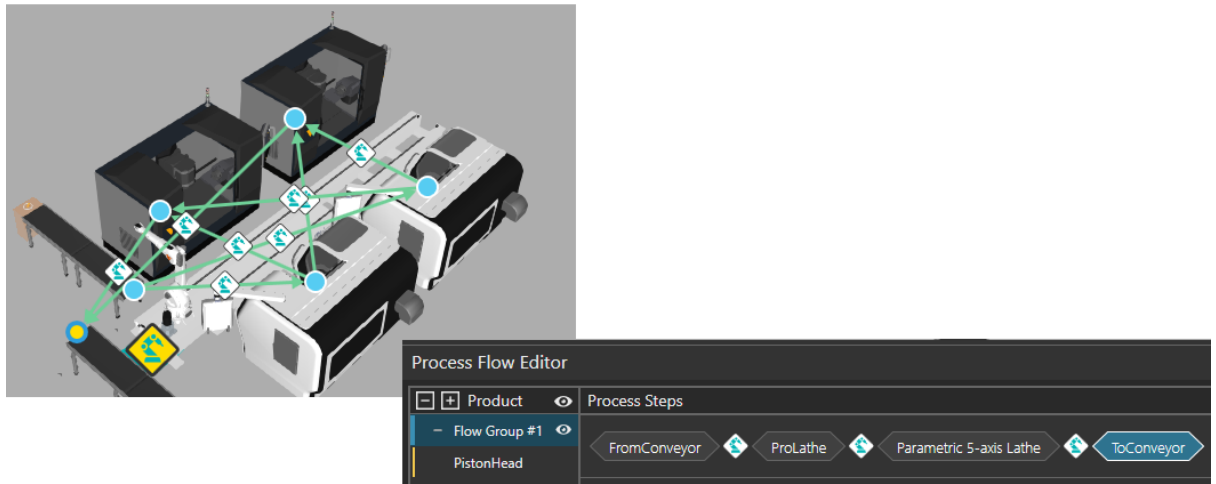 Process Flow Editor
Product
Process Steps
Flow Group #1
FromConveyor
ProLathe
Parametric 5-axis Lathe
ToConveyor
PistonHead